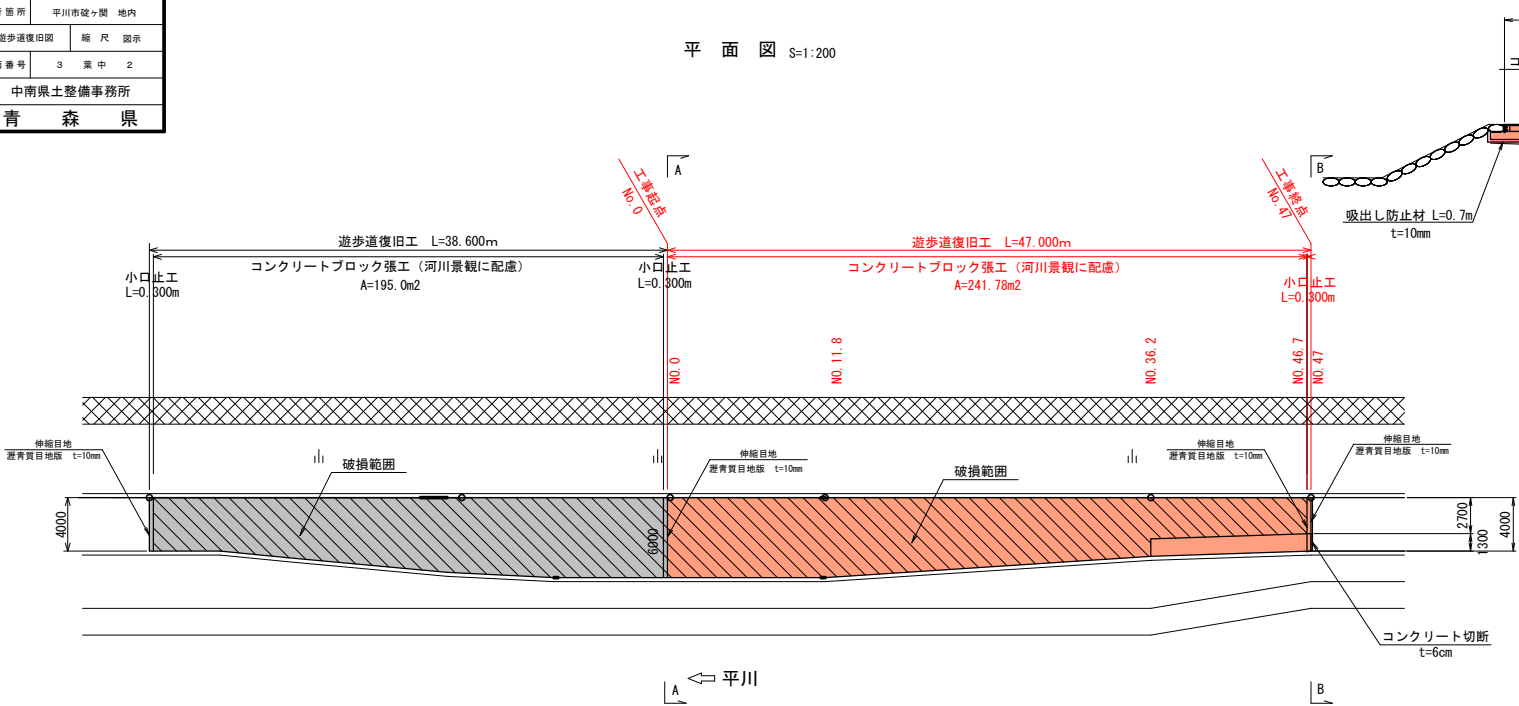 平川市碇ヶ関 地内
遊歩道復旧図 縮尺 図示
番号 3 葉中 2
中南県土整備事務所
青森県
平面図 S=1:200
A
B
工事起点
No.0
工事終点
No.47
吸出し防止材 L=0.7m
t=10mm
遊歩道復旧工 L=38.600m
遊歩道復旧工 L=47.000m
コンクリートブロック張工（河川景観に配慮）
A=195.0m2
コンクリートブロック張工（河川景観に配慮）
A=241.78m2
小口止工
L=0.300m
小口止工
L=0.300m
小口止工
L=0.300m
NO.0
NO.11.8
NO.36.2
NO.46.7
NO.47
伸縮目地
瀝青質目地版 t=10mm
破損範囲
伸縮目地
瀝青質目地版 t=10mm
破損範囲
伸縮目地
瀝青質目地版 t=10mm
伸縮目地
瀝青質目地版 t=10mm
4000
6000
2700
1300
4000
コンクリート切断
t=6cm
平川
A
B